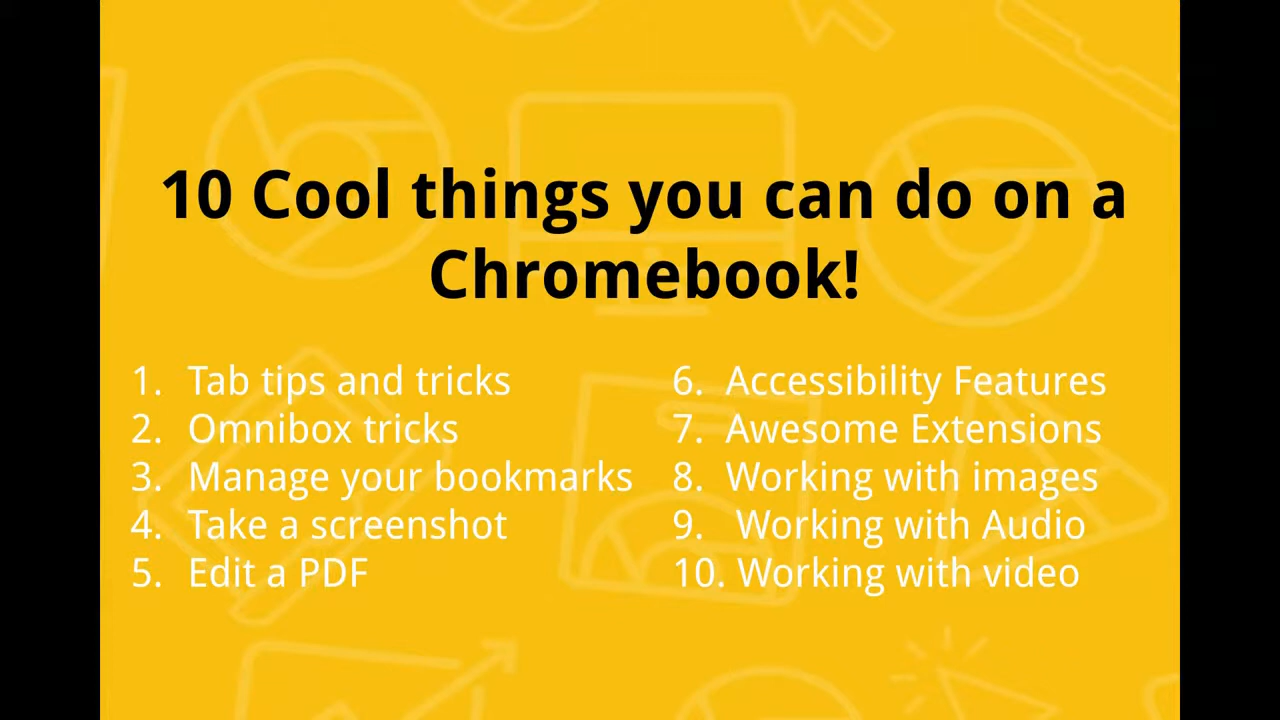 10 Cool things you can do on a
Chromebook!
1. Tab tips and tricks
2. Omnibox tricks
3. Manage your bookmarks
4. Take a screenshot
5. Edit a PDF
6. Accessibility Features
7. Awesome Extensions
8. Working with images
9. Working with Audio
10. Working with video